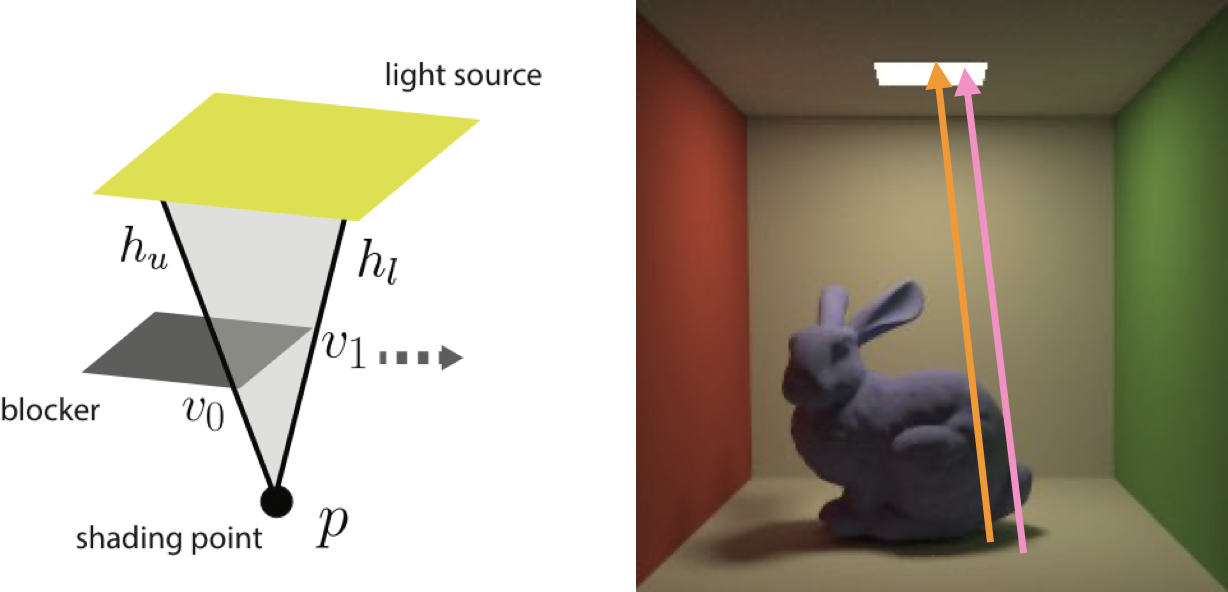 light source
h_u
h_l
v_1
blocker
v_0
shading point
p